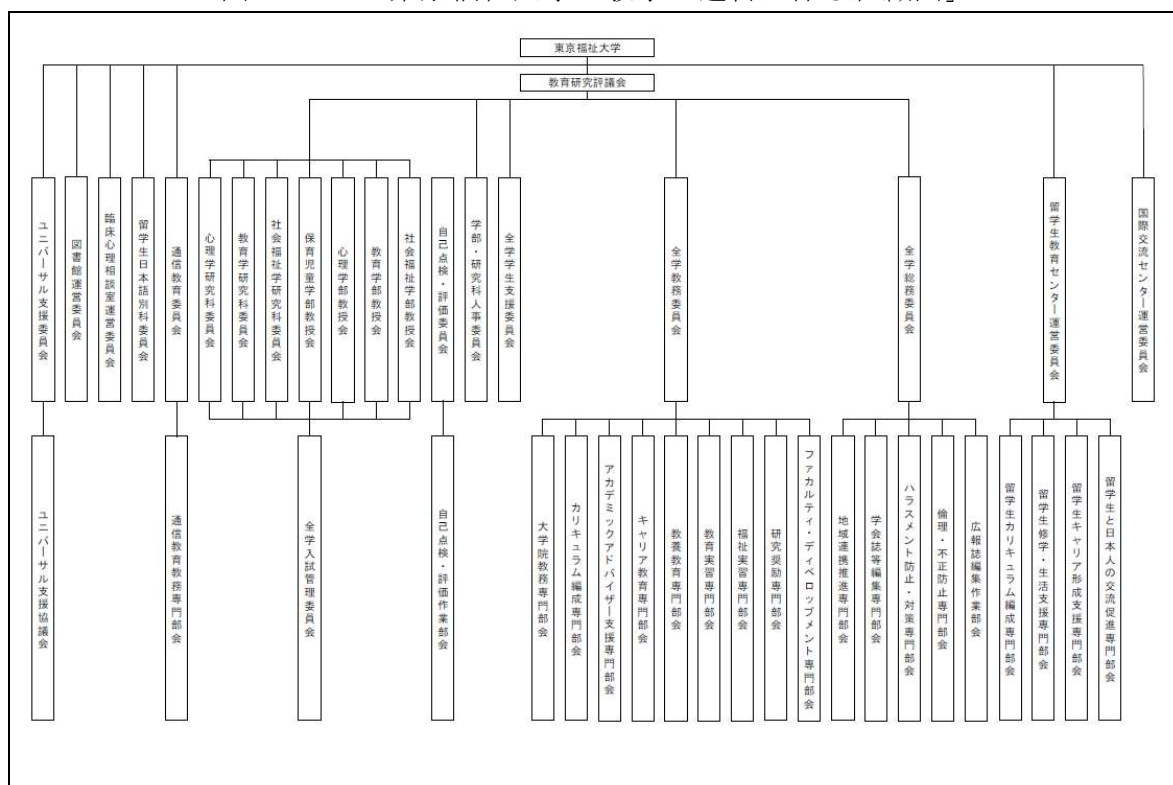 東京福祉大学
教育研究評議会
ユニバーサル支援委員会
図書館運営委員会
臨床心理相談室運営委員会
留学生日本語別科委員会
通信教育委員会
心理学研究科委員会
教育学研究科委員会
社会福祉学研究科委員会
保育児童学部教授会
心理学部教授会
教育学部教授会
社会福祉学部教授会
自己点検・評価委員会
学部・研究科人事委員会
全学学生支援委員会
全学教務委員会
全学総務委員会
留学生教育センター運営委員会
国際交流センター運営委員会
ユニバーサル支援協議会
通信教育教務専門部会
全学入試管理委員会
自己点検・評価作業部会
大学院教務専門部会
カリキュラム編成専門部会
アカデミックアドバイザー支援専門部会
キャリア教育専門部会
教養教育専門部会
教育実習専門部会
福祉実習専門部会
研究奨励専門部会
ファカルティ・ディベロップメント専門部会
地域連携推進専門部会
学会誌等編集専門部会
ハラスメント防止・対策専門部会
倫理・不正防止専門部会
広報誌編集作業部会
留学生カリキュラム編成専門部会
留学生修学・生活支援専門部会
留学生キャリア形成支援専門部会
留学生と日本人の交流促進専門部会